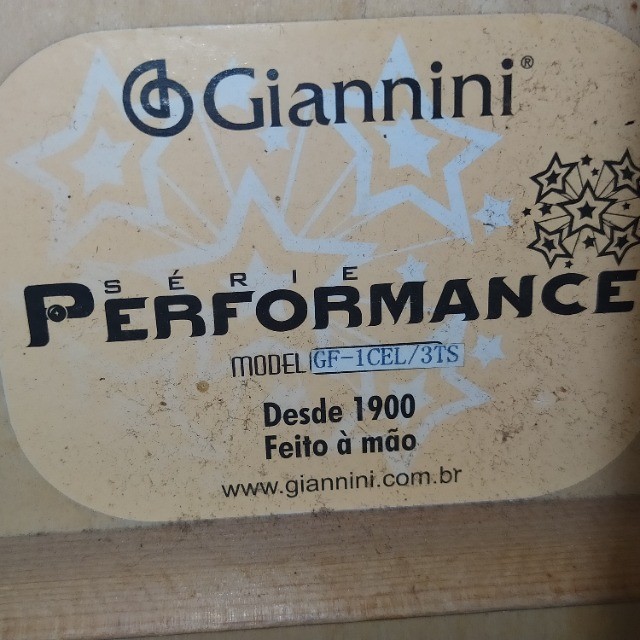 Giannini®
SÉRIE
PERFORMANCE
MODEL GF-1CEL/3TS
Desde 1900
Feito à mão
www.giannini.com.br